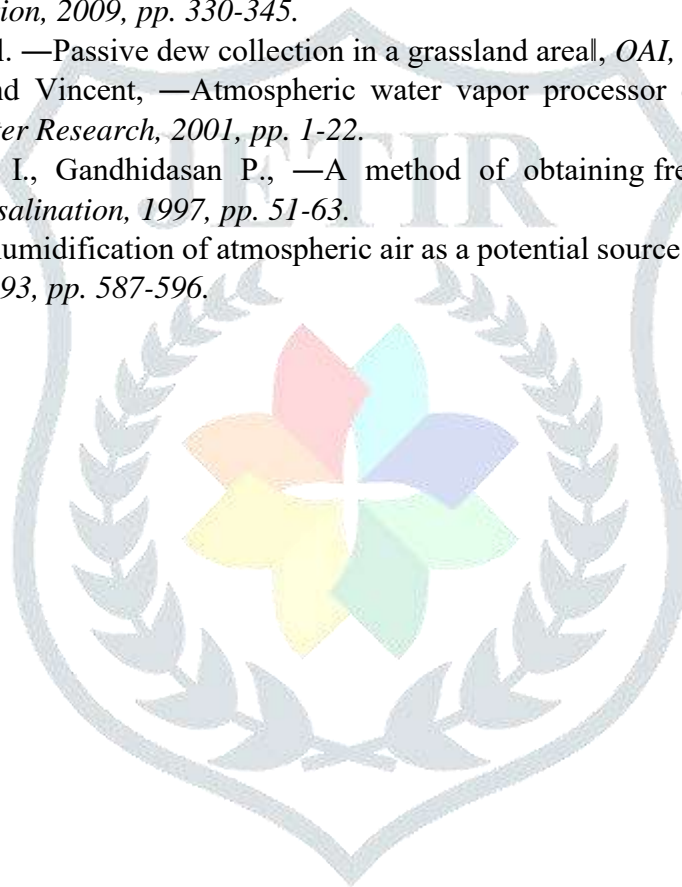 ion, 2009, pp. 330-345.
l. ―Passive dew collection in a grassland area‖, OAI,
nd Vincent, ―Atmospheric water vapor processor
ter Research, 2001, pp. 1-22.
I., Gandhidasan P., ―A method of obtaining fre
salination, 1997, pp. 51-63.
umidification of atmospheric air as a potential source
93, pp. 587-596.
JETIR